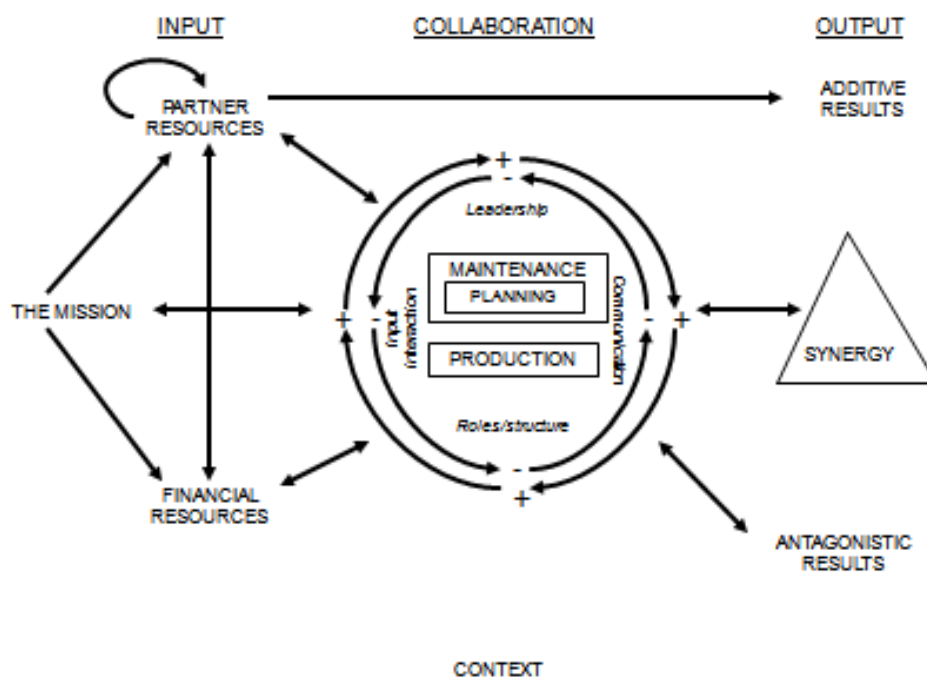 INPUT
COLLABORATION
OUTPUT
PARTNER
RESOURCES
ADDITIVE
RESULTS
+
-
Leadership
MAINTENANCE
PLANNING
THE MISSION
+
-
Input
interaction
Communication
-
+
SYNERGY
PRODUCTION
Roles/structure
-
+
FINANCIAL
RESOURCES
ANTAGONISTIC
RESULTS
CONTEXT